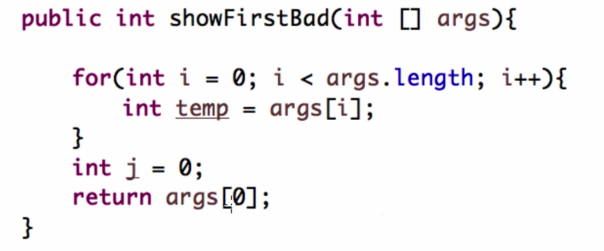 public int showFirstBad(int [] args){
for(int i = 0; i < args.length; i++){
int temp = args[i];
}
int j = 0;
return args[0];
}